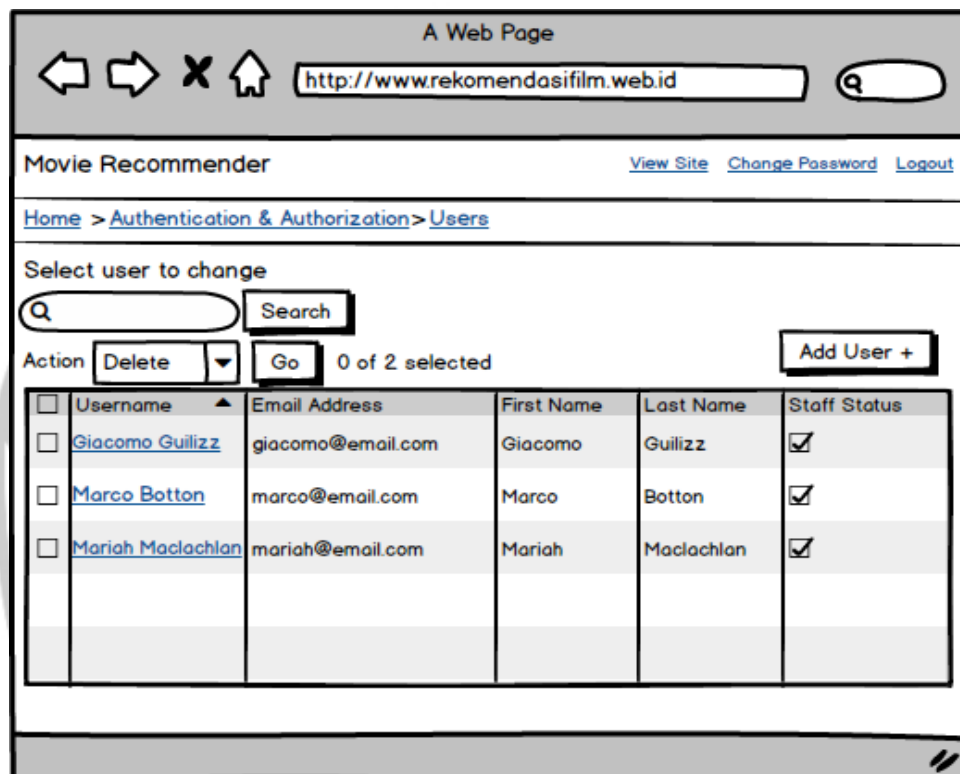 A Web Page
http://www.rekomendasifilm.web.id
Movie Recommender View Site Change Password Logout
Home > Authentication & Authorization > Users
Select user to change
Search
Action Delete Go 0 of 2 selected Add User +
Username Email Address First Name Last Name Staff Status
Giacomo Guilizz giacomo@email.com Giacomo Guilizz
Marco Botton marco@email.com Marco Botton
Mariah Maclachlan mariah@email.com Mariah Maclachlan